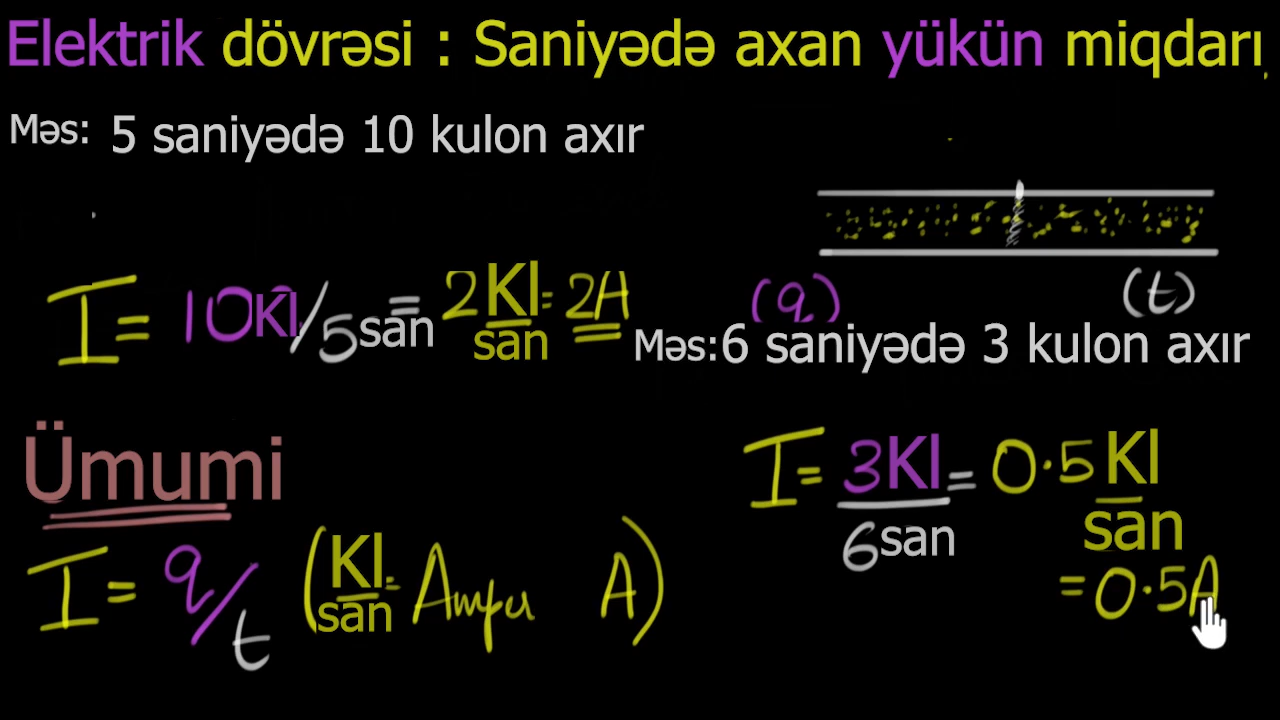 Elektrik dövrəsi : Saniyədə axan yükün miqdarı
Məs: 5 saniyədə 10 kulon axır
I = 10Kl/5san = 2 Kl/san = 2A
(q) (t)
Məs:6 saniyədə 3 kulon axır
I = 3Kl/6san = 0.5 Kl/san
= 0.5A
Ümumi
I = q/t (Kl/san = Amper A)